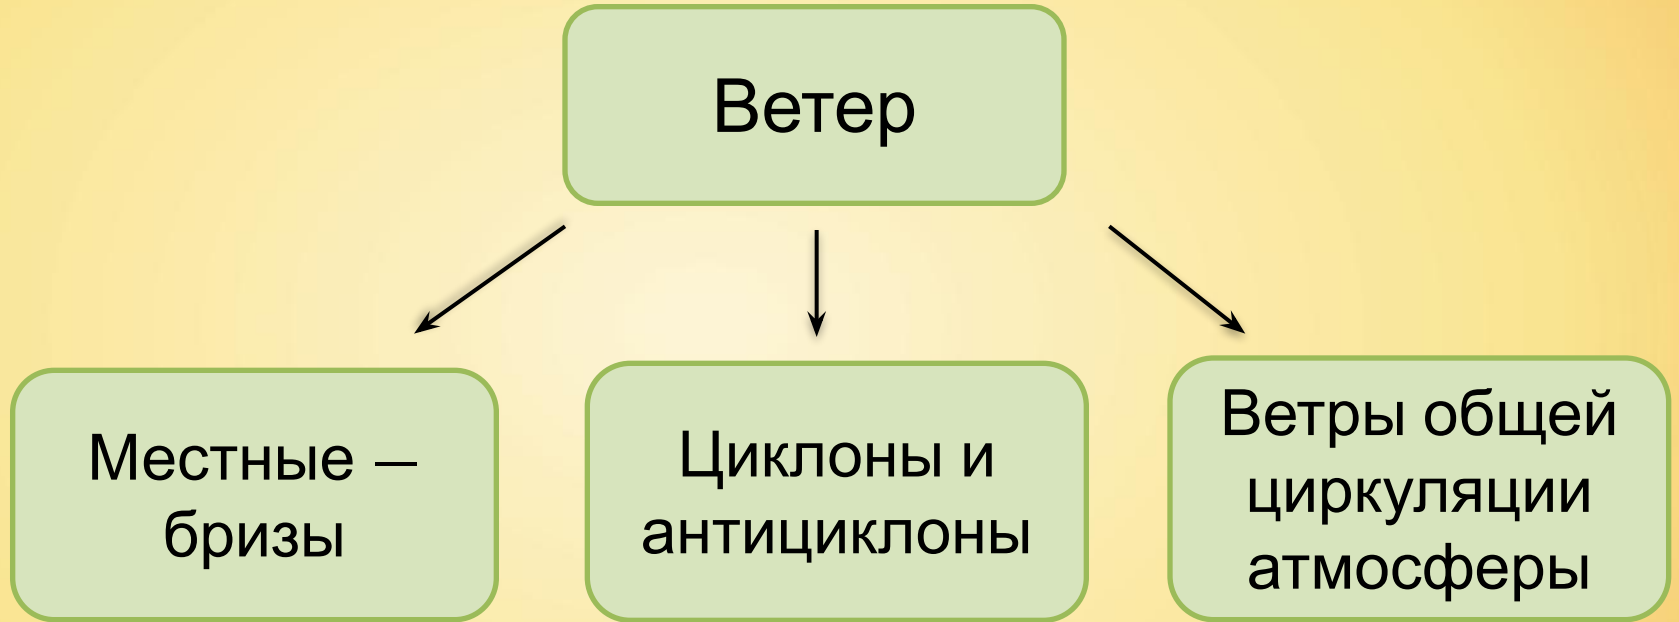 Ветер
Местные —
бризы
Циклоны и
антициклоны
Ветры общей
циркуляции
атмосферы